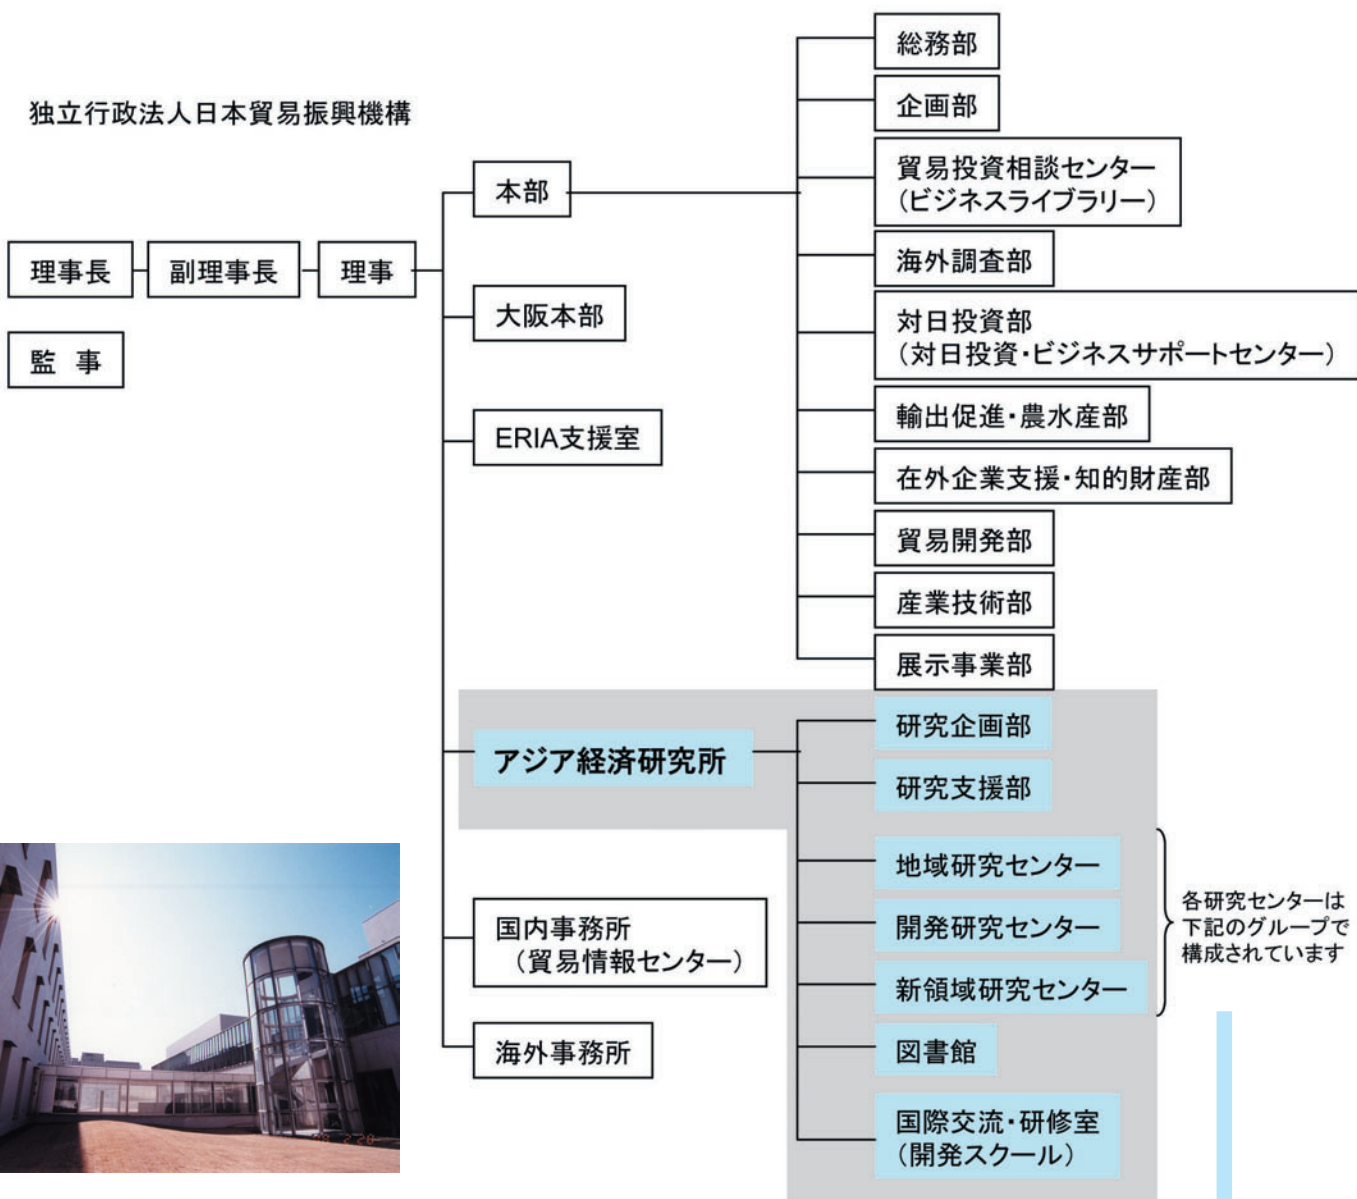 独立行政法人日本貿易振興機構
理事長
副理事長
理事
監 事
本部
大阪本部
ERIA支援室
アジア経済研究所
国内事務所
（貿易情報センター）
海外事務所
総務部
企画部
貿易投資相談センター
（ビジネスライブラリー）
海外調査部
対日投資部
（対日投資・ビジネスサポートセンター）
輸出促進・農水産部
在外企業支援・知的財産部
貿易開発部
産業技術部
展示事業部
研究企画部
研究支援部
地域研究センター
開発研究センター
新領域研究センター
図書館
国際交流・研修室
（開発スクール）
各研究センターは
下記のグループで
構成されています